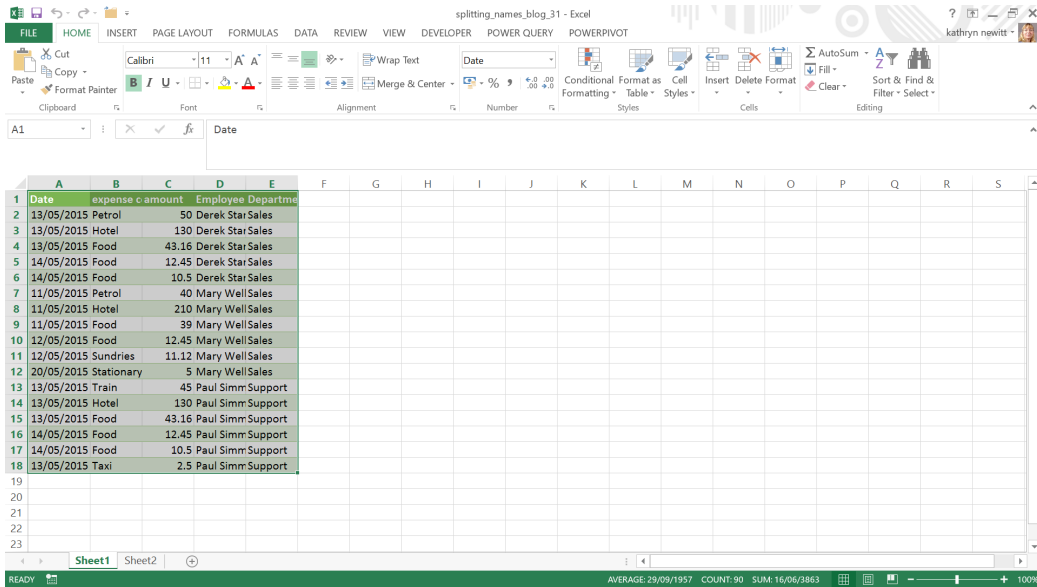 splitting_names_blog_31 - Excel
FILE HOME INSERT PAGE LAYOUT FORMULAS DATA REVIEW VIEW DEVELOPER POWER QUERY POWERPIVOT kathryn newitt
Paste
Cut
Copy
Format Painter
Clipboard
Calibri 11
B I U
Font
Wrap Text
Merge & Center
Alignment
Date
Number
Conditional Formatting
Format as Table
Cell Styles
Styles
Insert Delete Format
Cells
AutoSum
Fill
Clear
Sort & Filter
Find & Select
Editing
A1 fx Date
A B C D E F G H I J K L M N O P Q R S
1 Date expense c amount Employee Departme
2 13/05/2015 Petrol 50 Derek Star Sales
3 13/05/2015 Hotel 130 Derek Star Sales
4 13/05/2015 Food 43.16 Derek Star Sales
5 14/05/2015 Food 12.45 Derek Star Sales
6 14/05/2015 Food 10.5 Derek Star Sales
7 11/05/2015 Petrol 40 Mary Well Sales
8 11/05/2015 Hotel 210 Mary Well Sales
9 11/05/2015 Food 39 Mary Well Sales
10 12/05/2015 Food 12.45 Mary Well Sales
11 12/05/2015 Sundries 11.12 Mary Well Sales
12 20/05/2015 Stationary 5 Mary Well Sales
13 13/05/2015 Train 45 Paul Simm Support
14 13/05/2015 Hotel 130 Paul Simm Support
15 13/05/2015 Food 43.16 Paul Simm Support
16 14/05/2015 Food 12.45 Paul Simm Support
17 14/05/2015 Food 10.5 Paul Simm Support
18 13/05/2015 Taxi 2.5 Paul Simm Support
19
20
21
22
23
Sheet1 Sheet2
READY AVERAGE: 29/09/1957 COUNT: 90 SUM: 16/06/3863 100%